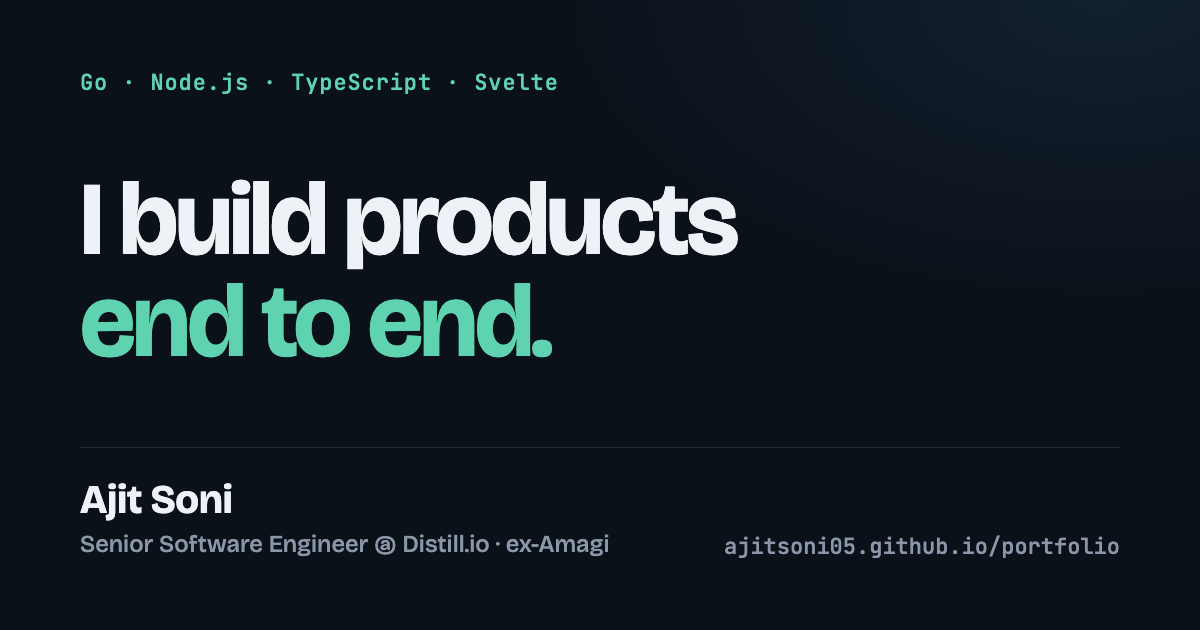 Go · Node.js · TypeScript · Svelte
I build products
end to end.
Ajit Soni
Senior Software Engineer @ Distill.io · ex-Amagi
ajitsoni05.github.io/portfolio